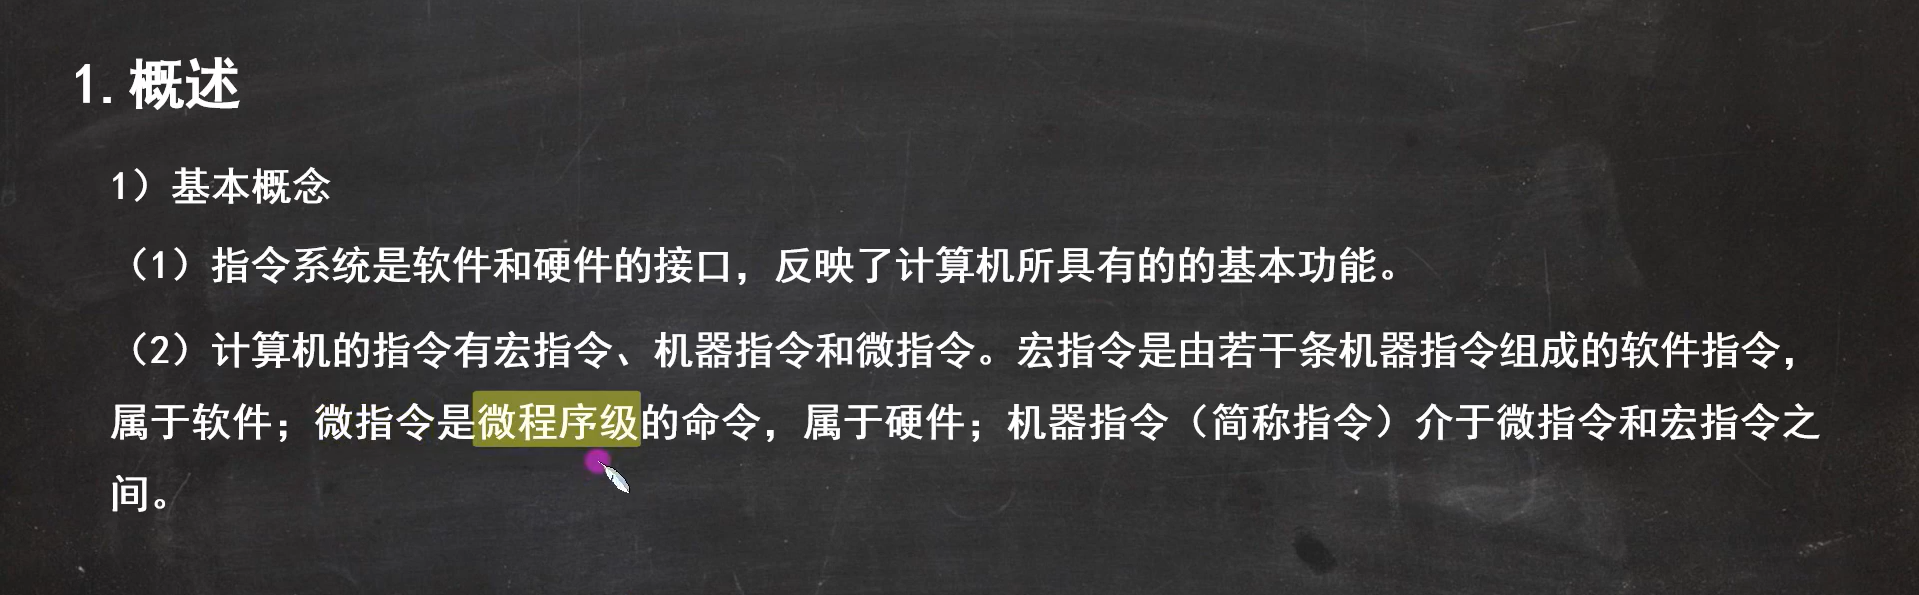 1.概述
1）基本概念
（1）指令系统是软件和硬件的接口，反映了计算机所具有的的基本功能。
（2）计算机的指令有宏指令、机器指令和微指令。宏指令是由若干条机器指令组成的软件指令，
属于软件；微指令是微程序级的命令，属于硬件；机器指令（简称指令）介于微指令和宏指令之
间。